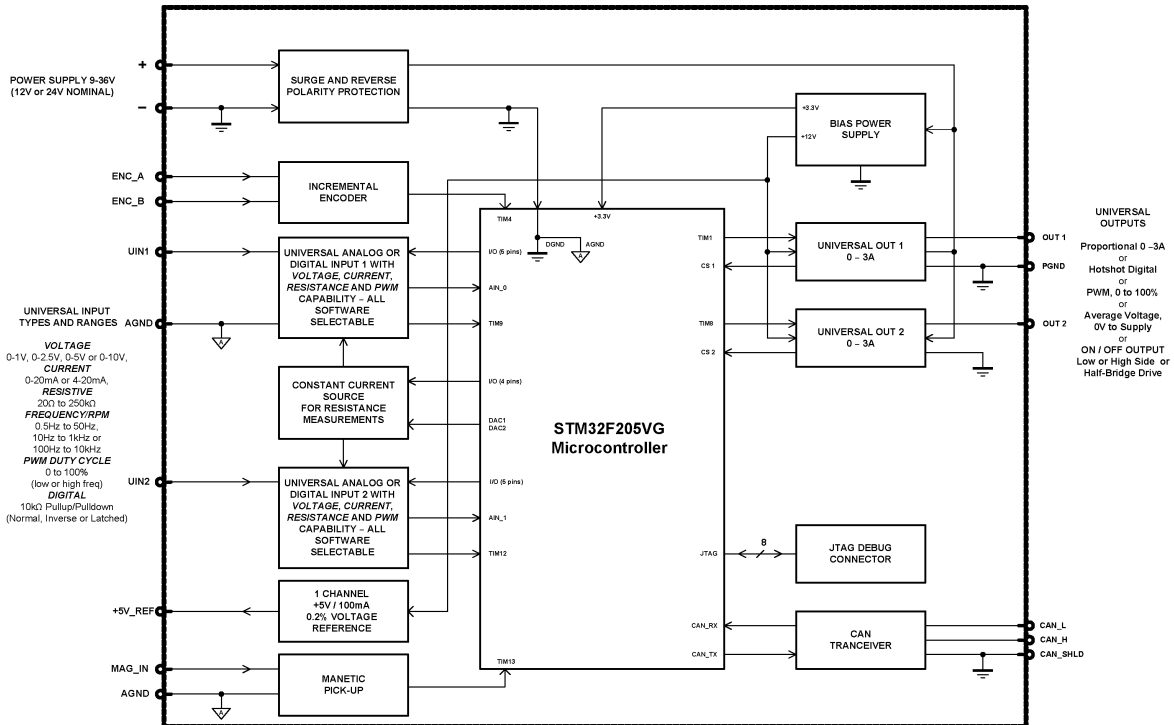 POWER SUPPLY 9-36V
(12V or 24V NOMINAL)
+
−
SURGE AND REVERSE
POLARITY PROTECTION
ENC_A
ENC_B
INCREMENTAL
ENCODER
UIN1
UNIVERSAL ANALOG OR
DIGITAL INPUT 1 WITH
VOLTAGE, CURRENT,
RESISTANCE AND PWM
CAPABILITY – ALL
SOFTWARE
SELECTABLE
UNIVERSAL INPUT
TYPES AND RANGES
AGND
A
VOLTAGE
0-1V, 0-2.5V, 0-5V or 0-10V,
CURRENT
0-20mA or 4-20mA,
RESISTIVE
20Ω to 250kΩ
FREQUENCY/RPM
0.5Hz to 50Hz,
10Hz to 1kHz or
100Hz to 10kHz
PWM DUTY CYCLE
0 to 100%
(low or high freq)
DIGITAL
10kΩ Pullup/Pulldown
(Normal, Inverse or Latched)
CONSTANT CURRENT
SOURCE
FOR RESISTANCE
MEASUREMENTS
UIN2
UNIVERSAL ANALOG OR
DIGITAL INPUT 2 WITH
VOLTAGE, CURRENT,
RESISTANCE AND PWM
CAPABILITY – ALL
SOFTWARE
SELECTABLE
+5V_REF
1 CHANNEL
+5V / 100mA
0.2% VOLTAGE
REFERENCE
MAG_IN
AGND
A
MANETIC
PICK-UP
TIM4
+3.3V
DGND
AGND
A
I/O (5 pins)
AIN_0
TIM9
I/O (4 pins)
DAC1
DAC2
I/O (5 pins)
AIN_1
TIM12
TIM13
STM32F205VG
Microcontroller
TIM1
CS 1
TIM8
CS 2
JTAG
8
CAN_RX
CAN_TX
+3.3V
+12V
BIAS POWER
SUPPLY
UNIVERSAL OUT 1
0 – 3A
UNIVERSAL OUT 2
0 – 3A
JTAG DEBUG
CONNECTOR
CAN
TRANCEIVER
OUT 1
PGND
OUT 2
CAN_L
CAN_H
CAN_SHLD
UNIVERSAL
OUTPUTS
Proportional 0 –3A
or
Hotshot Digital
or
PWM, 0 to 100%
or
Average Voltage,
0V to Supply
or
ON / OFF OUTPUT
Low or High Side or
Half-Bridge Drive